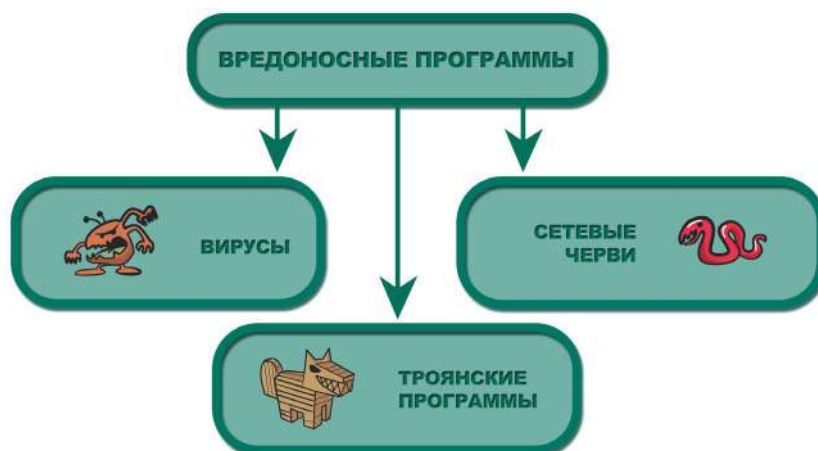 ВРЕДОНОСНЫЕ ПРОГРАММЫ
ВИРУСЫ
СЕТЕВЫЕ
ЧЕРВИ
ТРОЯНСКИЕ
ПРОГРАММЫ